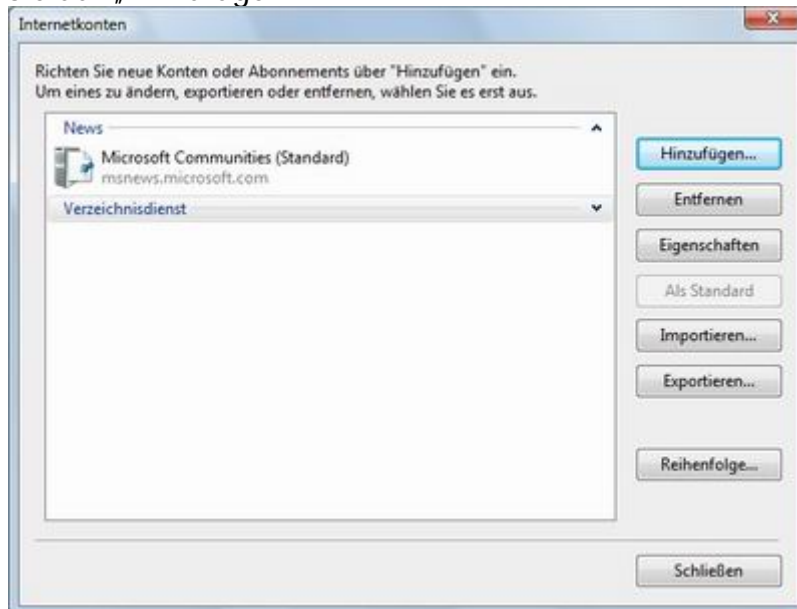 Internetkonten
Richten Sie neue Konten oder Abonnements über "Hinzufügen" ein.
Um eines zu ändern, exportieren oder entfernen, wählen Sie es erst aus.
News
Microsoft Communities (Standard)
msnews.microsoft.com
Verzeichnisdienst
Hinzufügen...
Entfernen
Eigenschaften
Als Standard
Importieren...
Exportieren...
Reihenfolge...
Schließen